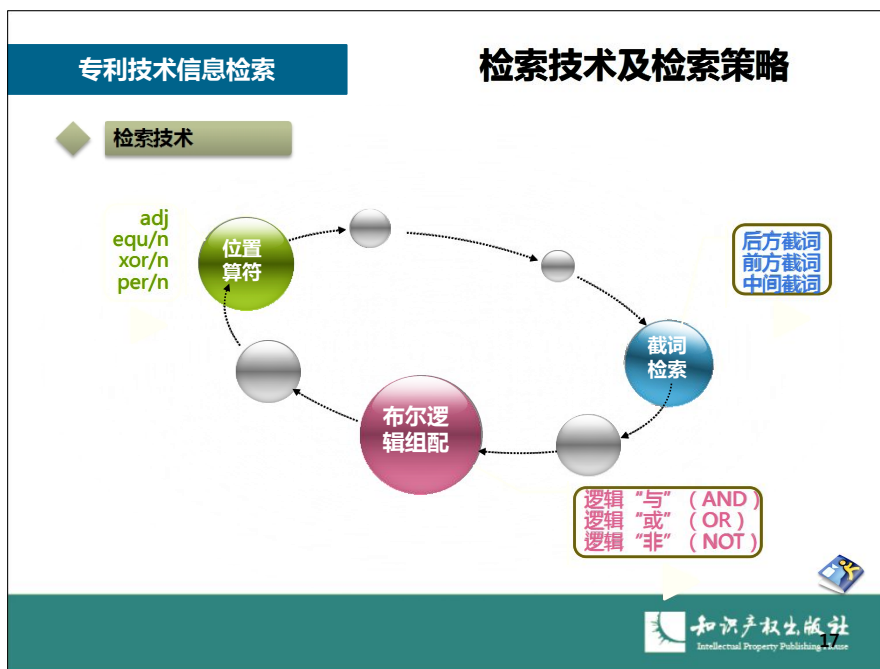 专利技术信息检索
检索技术及检索策略
检索技术
adj
equ/n
xor/n
per/n
位置
算符
后方截词
前方截词
中间截词
截词
检索
布尔逻
辑组配
逻辑“与”（AND）
逻辑“或”（OR）
逻辑“非”（NOT）
知识产权出版社
Intellectual Property Publishing House
17